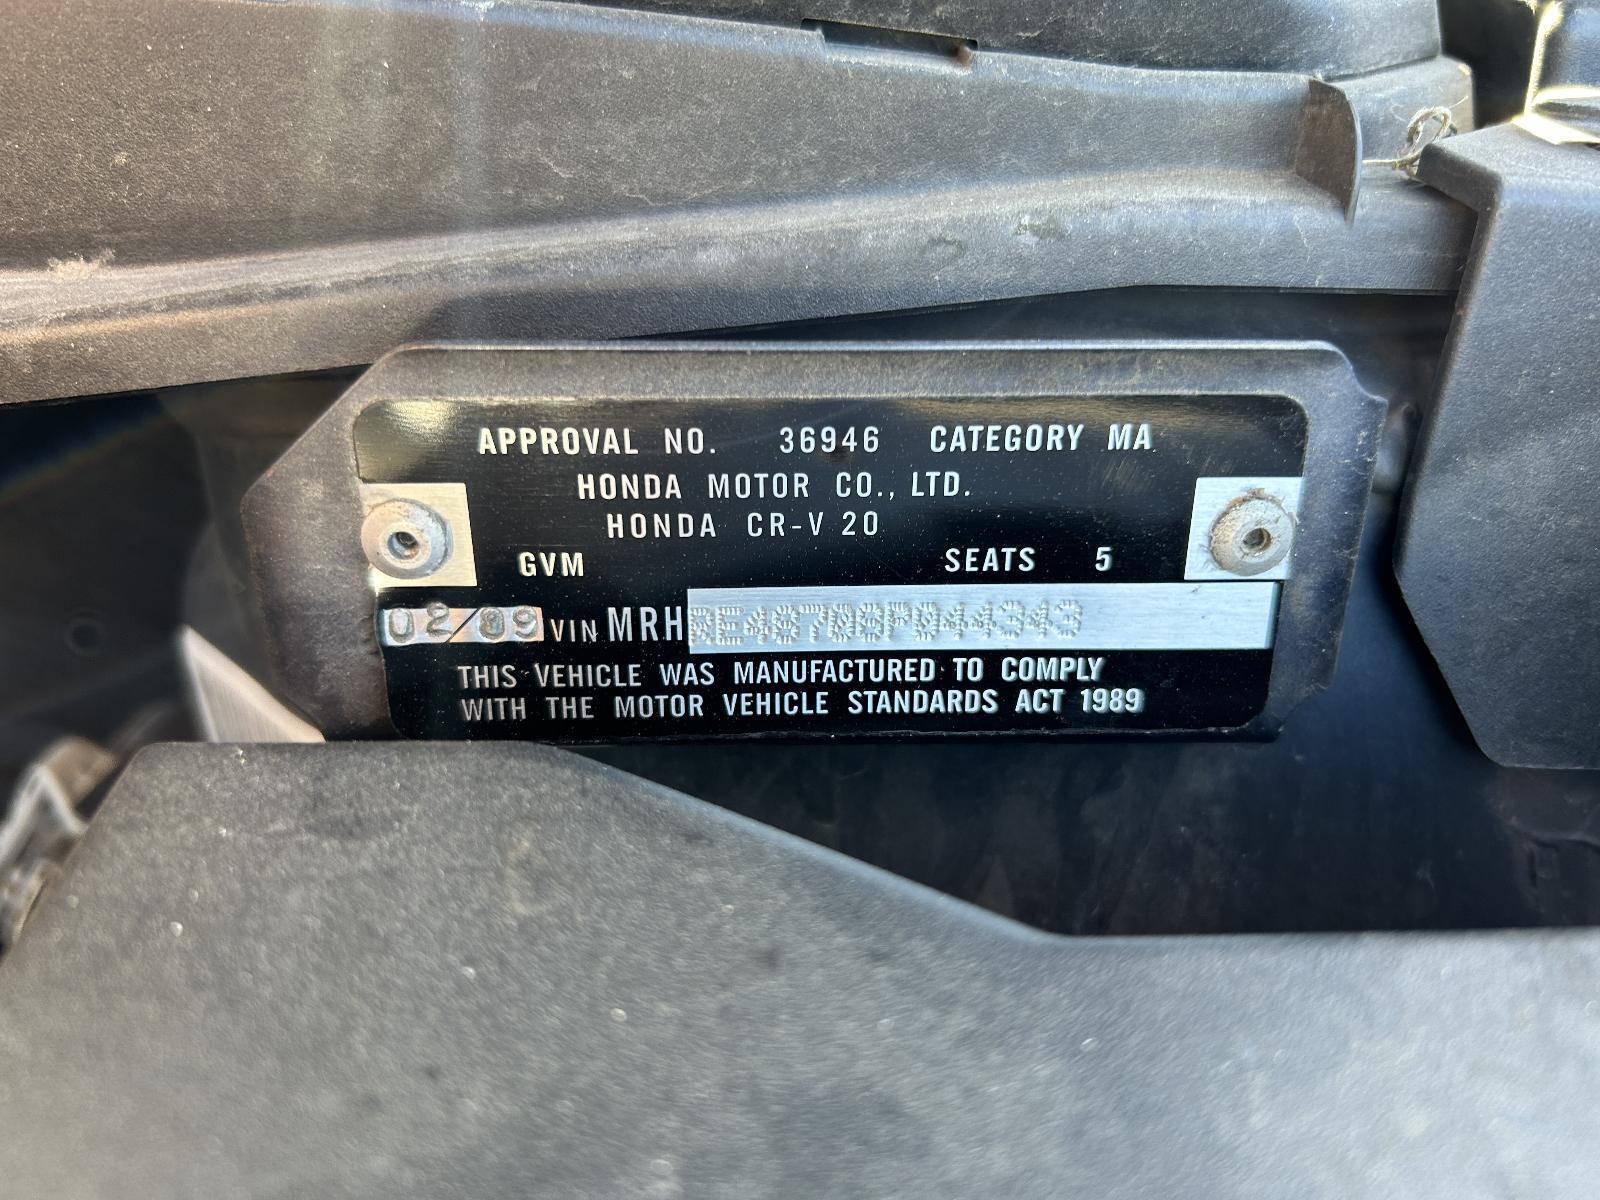 APPROVAL NO. 36946 CATEGORY MA
HONDA MOTOR CO., LTD.
HONDA CR-V 20
GVM SEATS 5
02/09 VIN MRHRE48708P044343
THIS VEHICLE WAS MANUFACTURED TO COMPLY
WITH THE MOTOR VEHICLE STANDARDS ACT 1989